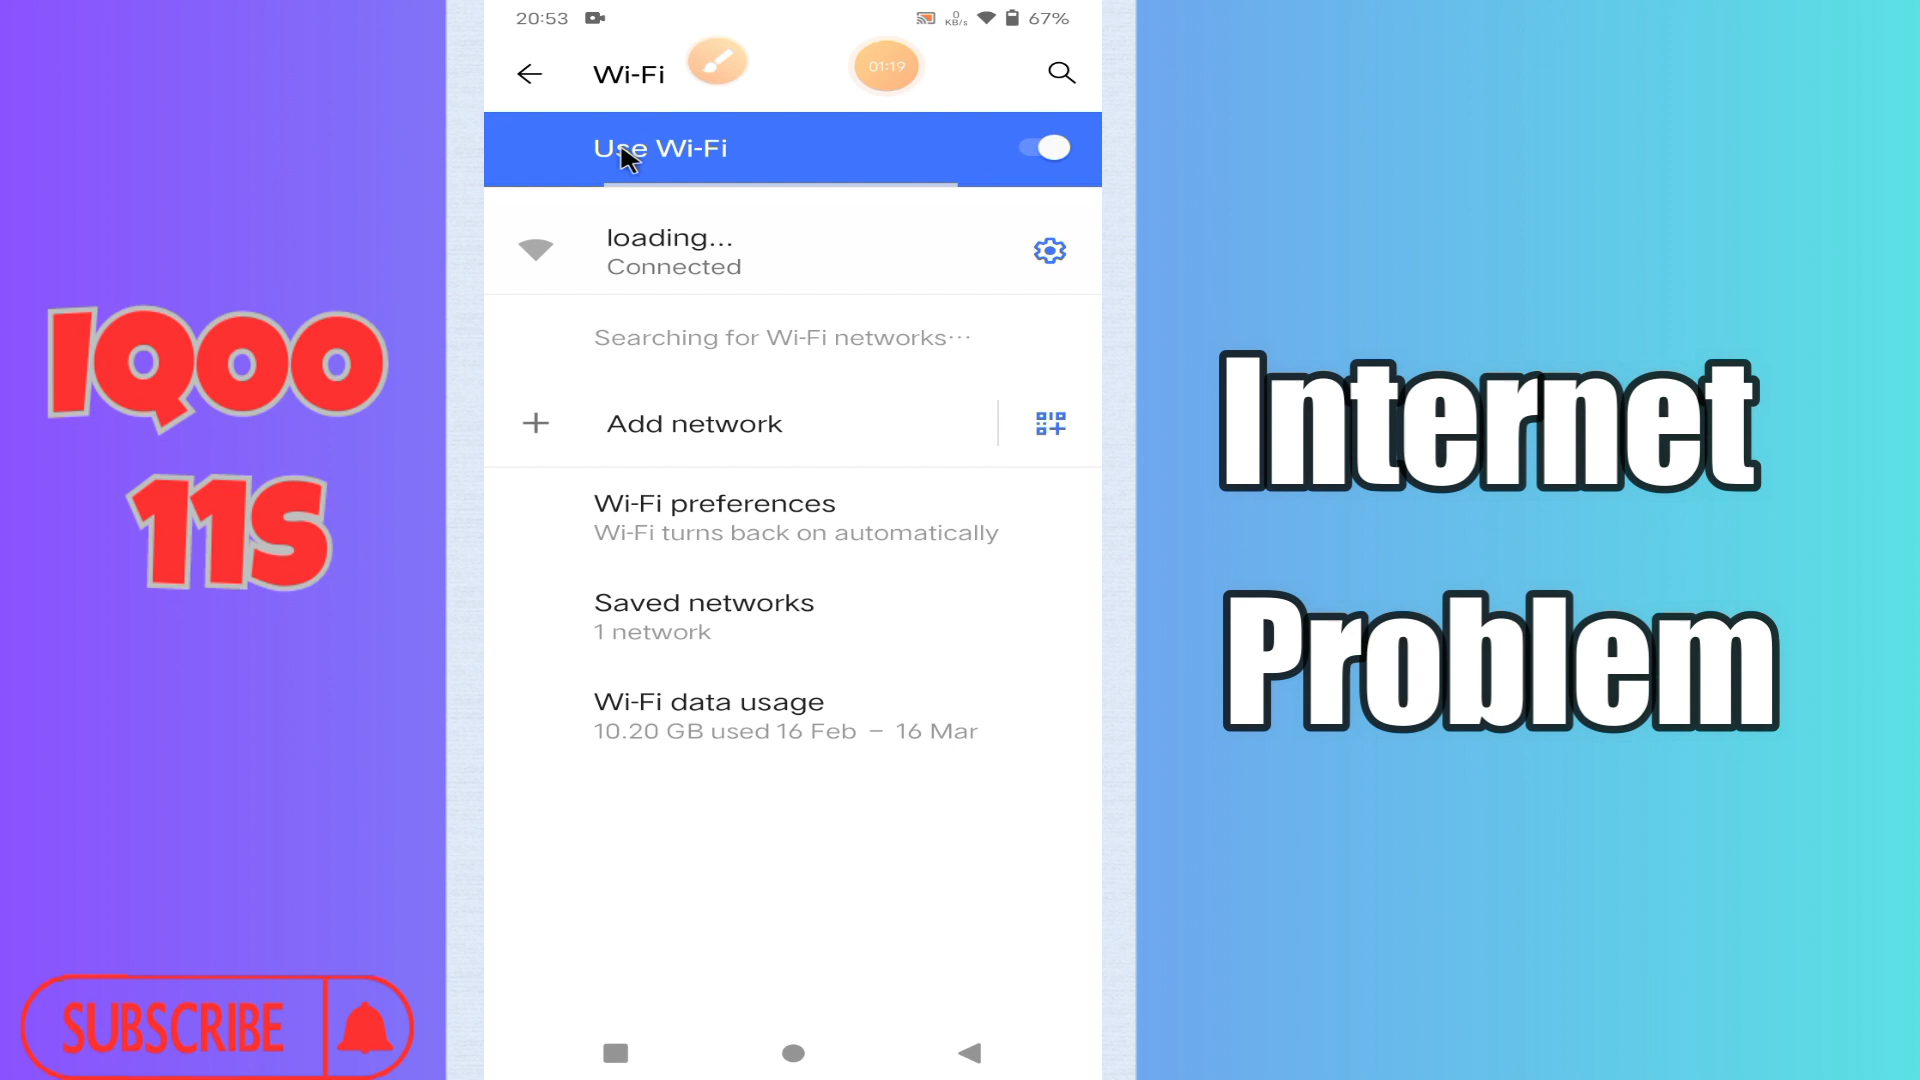 20:53
0 KB/s
67%
Wi-Fi
01:19
Use Wi-Fi
loading...
Connected
Searching for Wi-Fi networks...
Add network
Wi-Fi preferences
Wi-Fi turns back on automatically
Saved networks
1 network
Wi-Fi data usage
10.20 GB used 16 Feb – 16 Mar
IQOO
11S
SUBSCRIBE
Internet
Problem